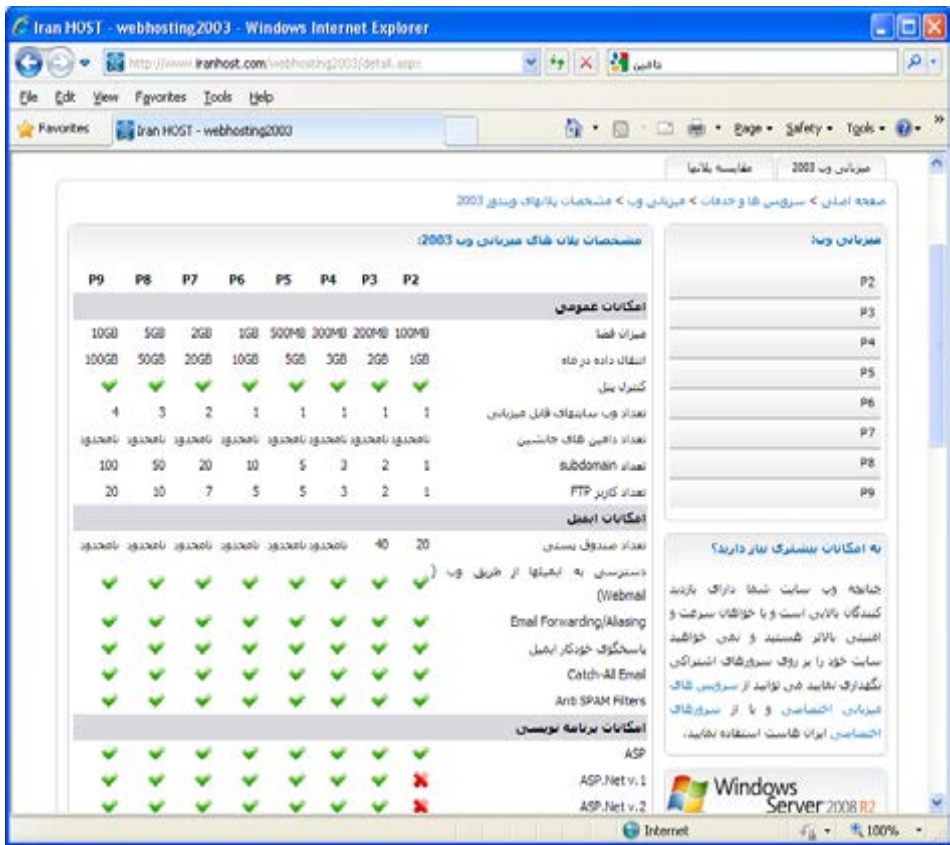 Iran HOST - webhosting2003 - Windows Internet Explorer
http://www.iranhost.com/webhosting2003/detail.aspx
دامین
File Edit View Favorites Tools Help
Favorites Iran HOST - webhosting2003 Page Safety Tools
میزبانی وب 2003 مقایسه پلانها
صفحه اصلی > سرویس ها و خدمات > میزبانی وب > مشخصات پلانهای ویندوز 2003
میزبانی وب:
P2
P3
P4
P5
P6
P7
P8
P9
به امکانات بیشتری نیاز دارید؟
چنانچه وب سایت شما دارای بازدید
کنندگان بالایی است و یا خواهان سرعت و
امنیتی بالاتر هستید و نمی خواهید
سایت خود را بر روی سرورهای اشتراکی
نگهداری نمایید می توانید از سرویس های
میزبانی اختصاصی و یا از سرورهای
اختصاصی ایران هاست استفاده نمایید.
Windows
Server 2008 R2
مشخصات پلان های میزبانی وب 2003:
P9 P8 P7 P6 P5 P4 P3 P2
امکانات عمومی
میزان فضا 100MB 200MB 300MB 500MB 1GB 2GB 5GB 10GB
انتقال داده در ماه 1GB 2GB 3GB 5GB 10GB 20GB 50GB 100GB
کنترل پنل
تعداد وب سایتهای قابل میزبانی 1 1 1 1 1 2 3 4
تعداد دامین های جانشین نامحدود نامحدود نامحدود نامحدود نامحدود نامحدود نامحدود نامحدود
تعداد subdomain 1 2 3 5 10 20 50 100
تعداد کاربر FTP 1 2 3 5 5 7 10 20
امکانات ایمیل
تعداد صندوق پستی 20 40 نامحدود نامحدود نامحدود نامحدود نامحدود نامحدود
دسترسی به ایمیلها از طریق وب (
Webmail)
Email Forwarding/Aliasing
پاسخگوی خودکار ایمیل
Catch-All Email
Anti SPAM Filters
امکانات برنامه نویسی
ASP
ASP.Net v.1
ASP.Net v.2
Internet 100%